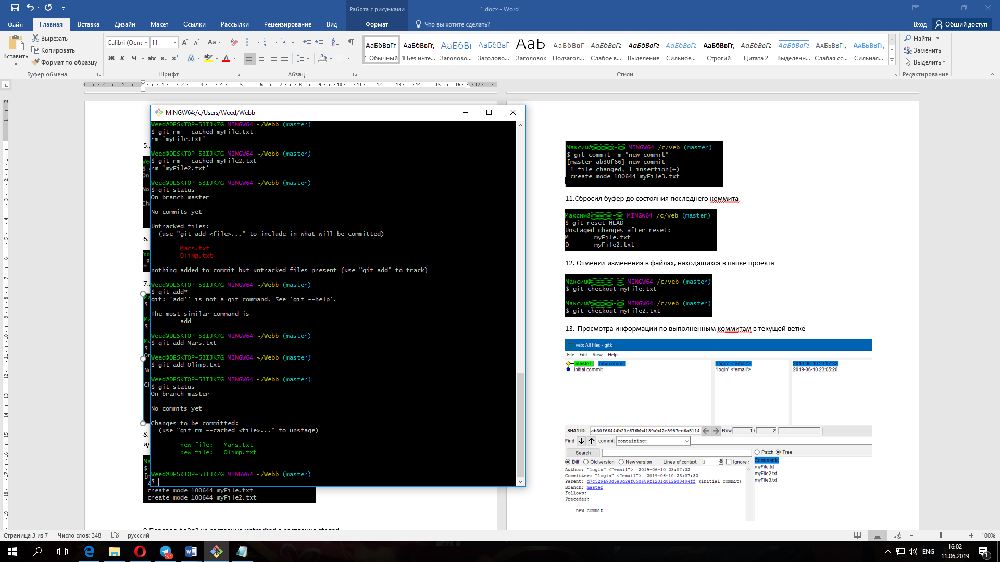 Работа с рисунками
1.docx - Word
Файл
Главная
Вставка
Дизайн
Макет
Ссылки
Рассылки
Рецензирование
Вид
Формат
Что вы хотите сделать?
Вход
Общий доступ
Вставить
Вырезать
Копировать
Формат по образцу
Буфер обмена
Calibri (Осн
11
Шрифт
Абзац
АаБбВвГг,
АаБбВвГг,
АаБбВ
АаБбВвГ
АаЬ
АаБбВвГ
АаБбВвГг
АаБбВвГг
АаБбВвГг
АаБбВвГг,
АаБбВвГг
АаБбВвГг
АаБбВвГг
АаБбВвГг,
¶ Обычный
¶ Без инте...
Заголово...
Заголово...
Заголовок
Подзагол...
Слабое в...
Выделение
Сильное...
Строгий
Цитата 2
Выделенн...
Слабая сс...
Сильная...
Стили
Найти
Заменить
Выделить
Редактирование
MINGW64:/c/Users/Weed/Webb
Weed@DESKTOP-S3IJK7G MINGW64 ~/Webb (master)
$ git rm --cached myFile.txt
rm 'myFile.txt'
Weed@DESKTOP-S3IJK7G MINGW64 ~/Webb (master)
$ git rm --cached myFile2.txt
rm 'myFile2.txt'
Weed@DESKTOP-S3IJK7G MINGW64 ~/Webb (master)
$ git status
On branch master
No commits yet
Untracked files:
(use "git add <file>..." to include in what will be committed)
Mars.txt
Olimp.txt
nothing added to commit but untracked files present (use "git add" to track)
Weed@DESKTOP-S3IJK7G MINGW64 ~/Webb (master)
$ git add*
git: 'add*' is not a git command. See 'git --help'.
The most similar command is
add
Weed@DESKTOP-S3IJK7G MINGW64 ~/Webb (master)
$ git add Mars.txt
Weed@DESKTOP-S3IJK7G MINGW64 ~/Webb (master)
$ git add Olimp.txt
Weed@DESKTOP-S3IJK7G MINGW64 ~/Webb (master)
$ git status
On branch master
No commits yet
Changes to be committed:
(use "git rm --cached <file>..." to unstage)
new file:   Mars.txt
new file:   Olimp.txt
Weed@DESKTOP-S3IJK7G MINGW64 ~/Webb (master)
$
create mode 100644 myFile.txt
create mode 100644 myFile2.txt
5.
6.
7.
8.
Максим@ MINGW64 /c/veb (master)
$ git commit -m "new commit"
[master ab30f66] new commit
1 file changed, 1 insertion(+)
create mode 100644 myFile3.txt
11.Сбросил буфер до состояния последнего коммита
Максим@ MINGW64 /c/veb (master)
$ git reset HEAD
Unstaged changes after reset:
M       myFile.txt
D       myFile2.txt
12. Отменил изменения в файлах, находящихся в папке проекта
Максим@ MINGW64 /c/veb (master)
$ git checkout myFile.txt
Максим@ MINGW64 /c/veb (master)
$ git checkout myFile2.txt
13. Просмотра информации по выполненным коммитам в текущей ветке
veb: All files - gitk
File Edit View Help
master new commit "login" <"email"> 2019-06-10 23:07:32
initial commit "login" <"email"> 2019-06-10 23:05:20
SHA1 ID: ab30f66444b21e676bb4139ab42e8987ec6a5114 Row 1 / 2
Find commit containing:
Search
Patch Tree
Diff Old version New version Lines of context: 3 Ignore
Comments
myFile.txt
myFile2.txt
myFile3.txt
Author: "login" <"email"> 2019-06-10 23:07:32
Committer: "login" <"email"> 2019-06-10 23:07:32
Parent: d7c529a93d5a3d2ef05d689f1231d8129d0404ff (initial commit)
Branch: master
Follows:
Precedes:
new commit
Страница 3 из 7
Число слов: 348
русский
100%
161
ENG
16:02
11.06.2019
1